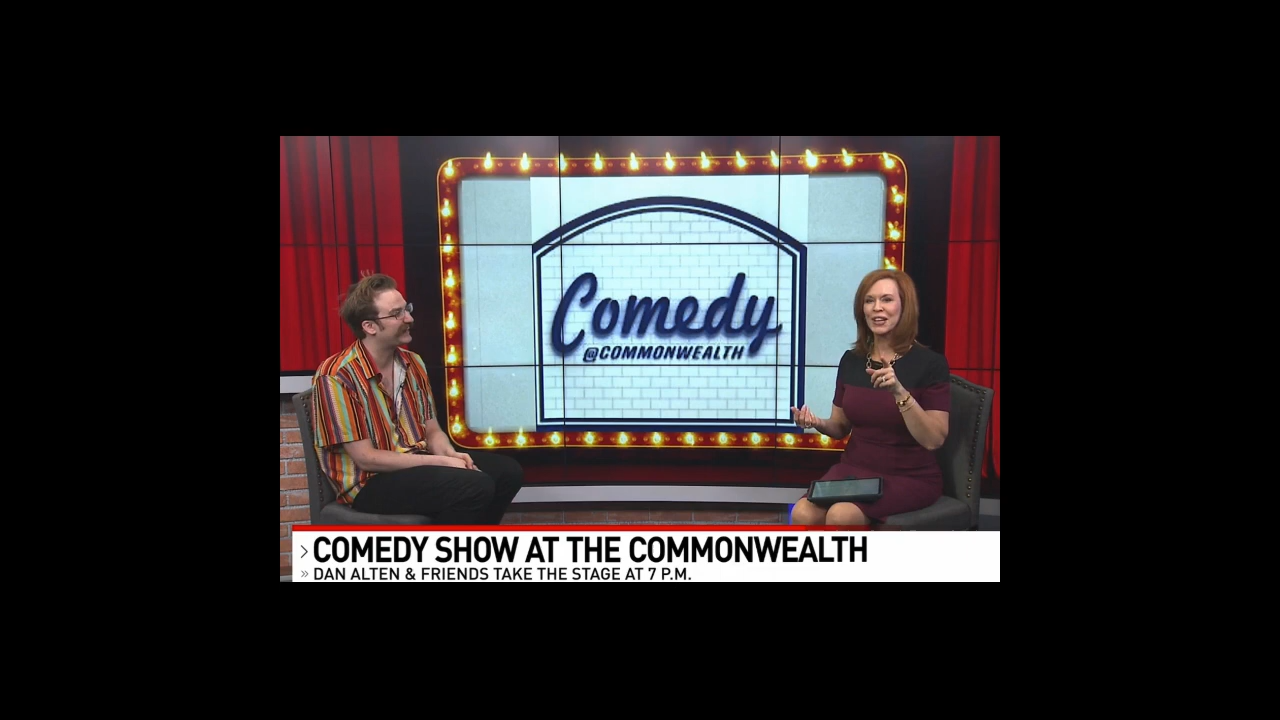 Comedy
@COMMONWEALTH
COMEDY SHOW AT THE COMMONWEALTH
DAN ALTEN & FRIENDS TAKE THE STAGE AT 7 P.M.